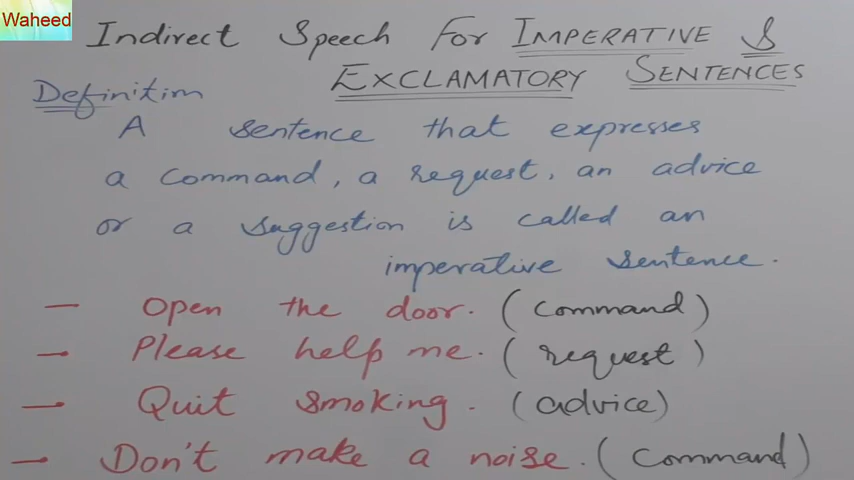 Waheed
Indirect Speech For IMPERATIVE &
EXCLAMATORY SENTENCES
Definition
A sentence that expresses
a command, a request, an advice
or a suggestion is called an
imperative sentence.
— Open the door. (command)
— Please help me. (request)
— Quit smoking. (advice)
— Don't make a noise. (command)